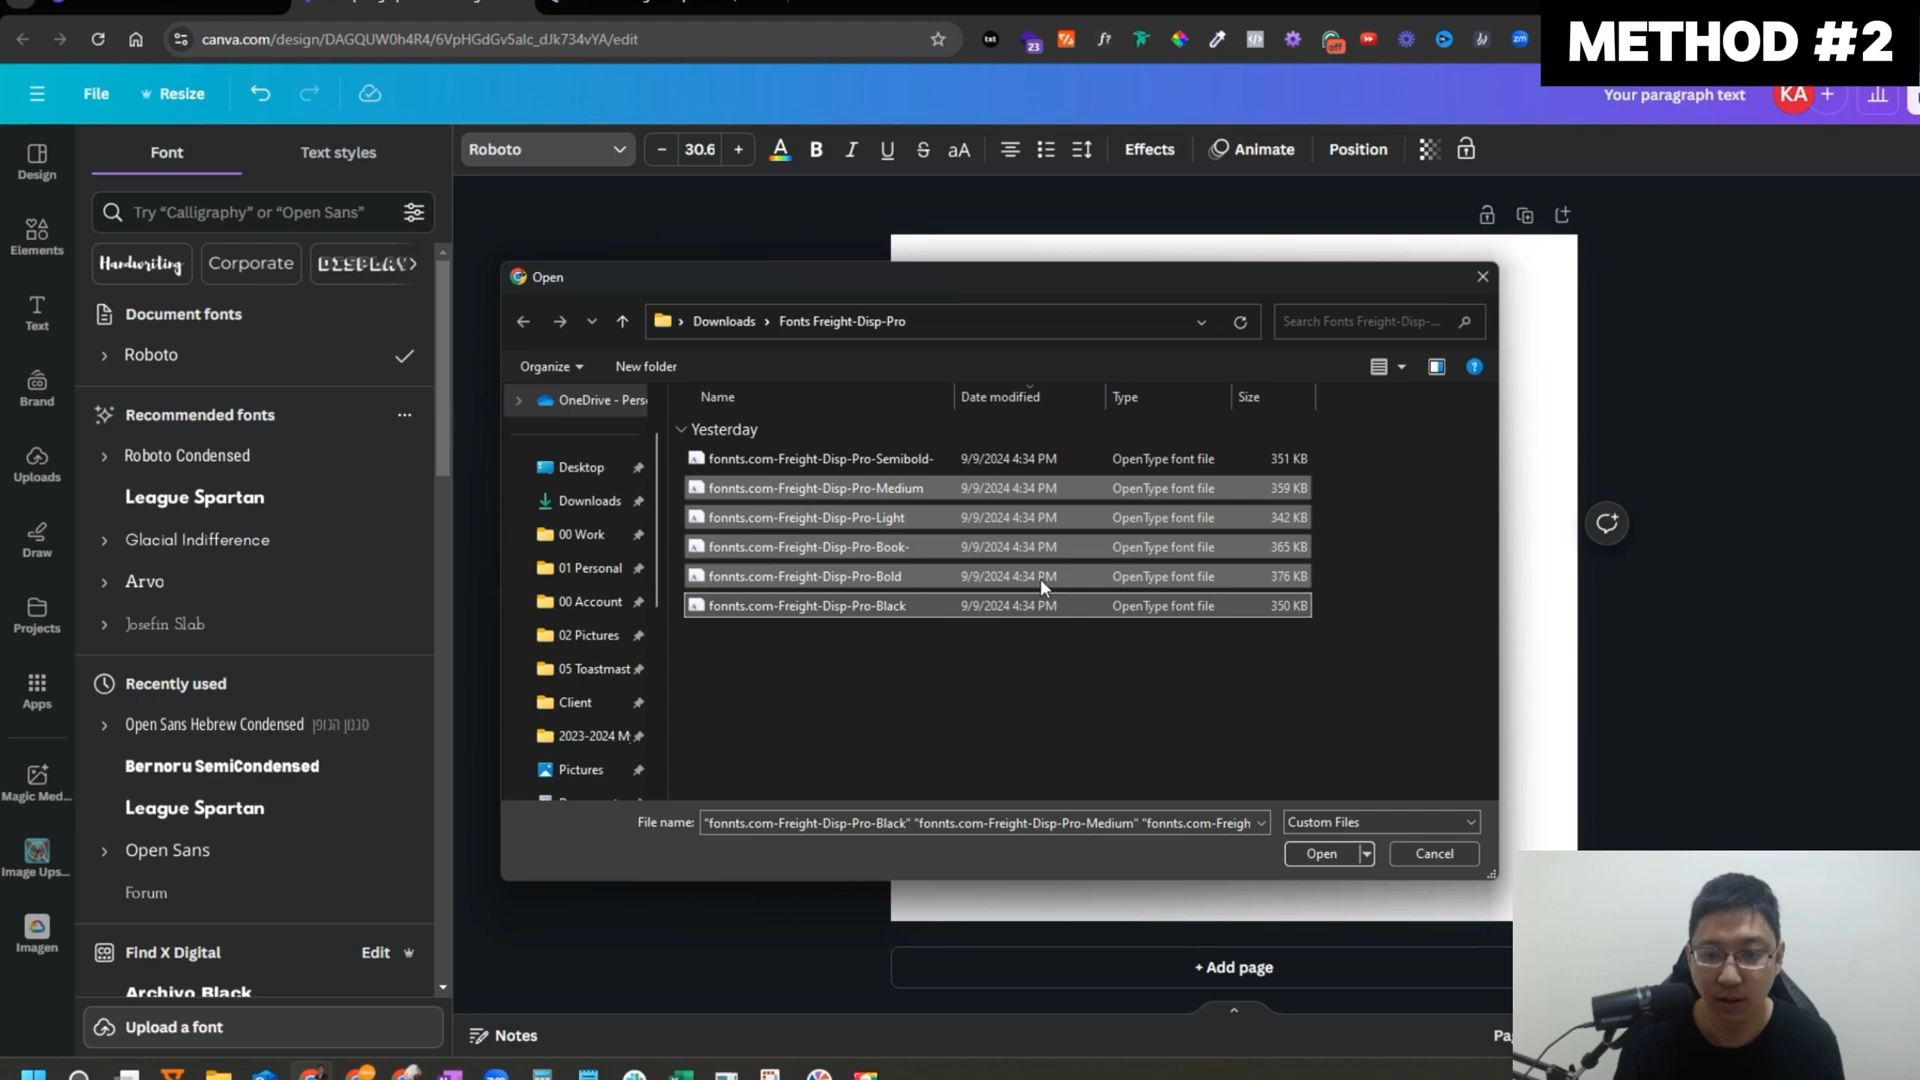 METHOD #2
canva.com/design/DAGQUW0h4R4/6VpHGdGv5alc_dJk734vYA/edit
txt
23
f?
off
zm
File
Resize
Your paragraph text
KA
Font
Text styles
Roboto
30.6
B
I
U
S
aA
Effects
Animate
Position
Design
Elements
Text
Brand
Uploads
Draw
Projects
Apps
Magic Med...
Image Ups...
Imagen
Try “Calligraphy” or “Open Sans”
Handwriting
Corporate
DISPLAY
Document fonts
Roboto
Recommended fonts
Roboto Condensed
League Spartan
Glacial Indifference
Arvo
Josefin Slab
Recently used
Open Sans Hebrew Condensed
Bernoru SemiCondensed
League Spartan
Open Sans
Forum
Find X Digital
Edit
Archivo Black
Upload a font
Open
Downloads
Fonts Freight-Disp-Pro
Search Fonts Freight-Disp-...
Organize
New folder
OneDrive - Pers
Desktop
Downloads
00 Work
01 Personal
00 Account
02 Pictures
05 Toastmast
Client
2023-2024 M
Pictures
Name Date modified Type Size
Yesterday
fonnts.com-Freight-Disp-Pro-Semibold- 9/9/2024 4:34 PM OpenType font file 351 KB
fonnts.com-Freight-Disp-Pro-Medium 9/9/2024 4:34 PM OpenType font file 359 KB
fonnts.com-Freight-Disp-Pro-Light 9/9/2024 4:34 PM OpenType font file 342 KB
fonnts.com-Freight-Disp-Pro-Book- 9/9/2024 4:34 PM OpenType font file 365 KB
fonnts.com-Freight-Disp-Pro-Bold 9/9/2024 4:34 PM OpenType font file 376 KB
fonnts.com-Freight-Disp-Pro-Black 9/9/2024 4:34 PM OpenType font file 350 KB
File name:
"fonnts.com-Freight-Disp-Pro-Black" "fonnts.com-Freight-Disp-Pro-Medium" "fonnts.com-Freigh
Custom Files
Open
Cancel
+ Add page
Notes
Pa